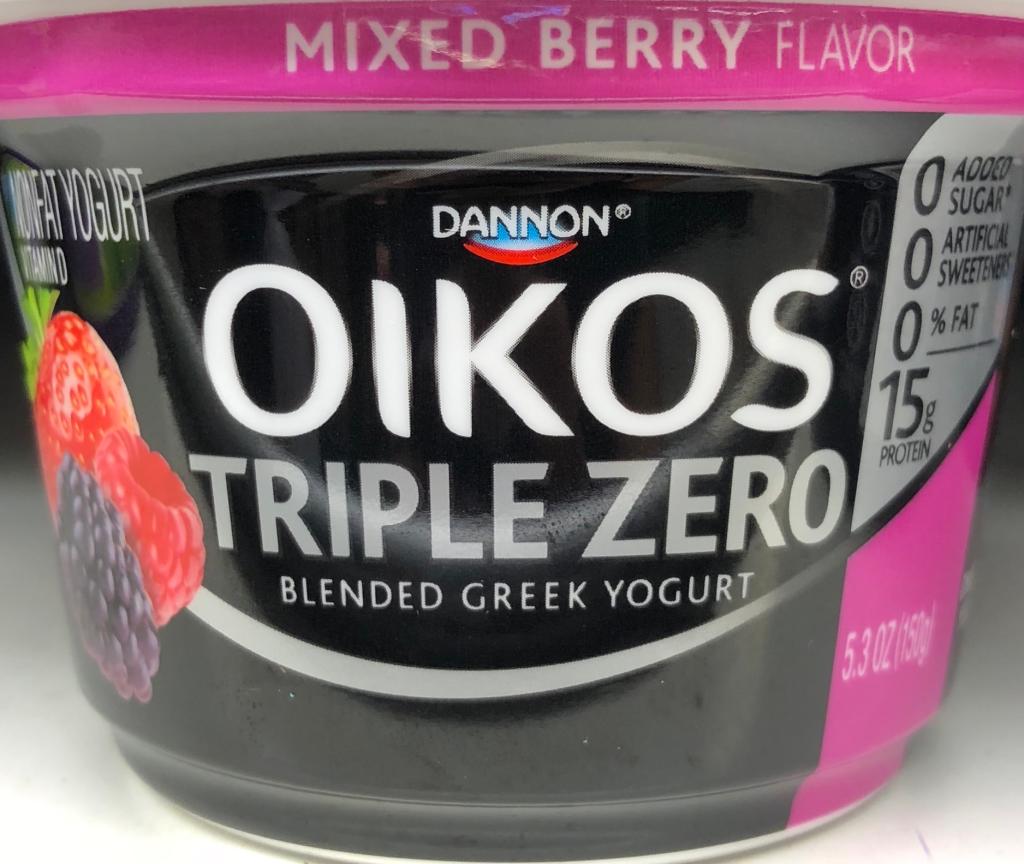 MIXED BERRY FLAVOR
NONFAT YOGURT
VITAMIN D
DANNON®
OIKOS®
TRIPLE ZERO
BLENDED GREEK YOGURT
0 ADDED
SUGAR*
0 ARTIFICIAL
SWEETENERS
0 % FAT
15g
PROTEIN
5.3 OZ (150g)